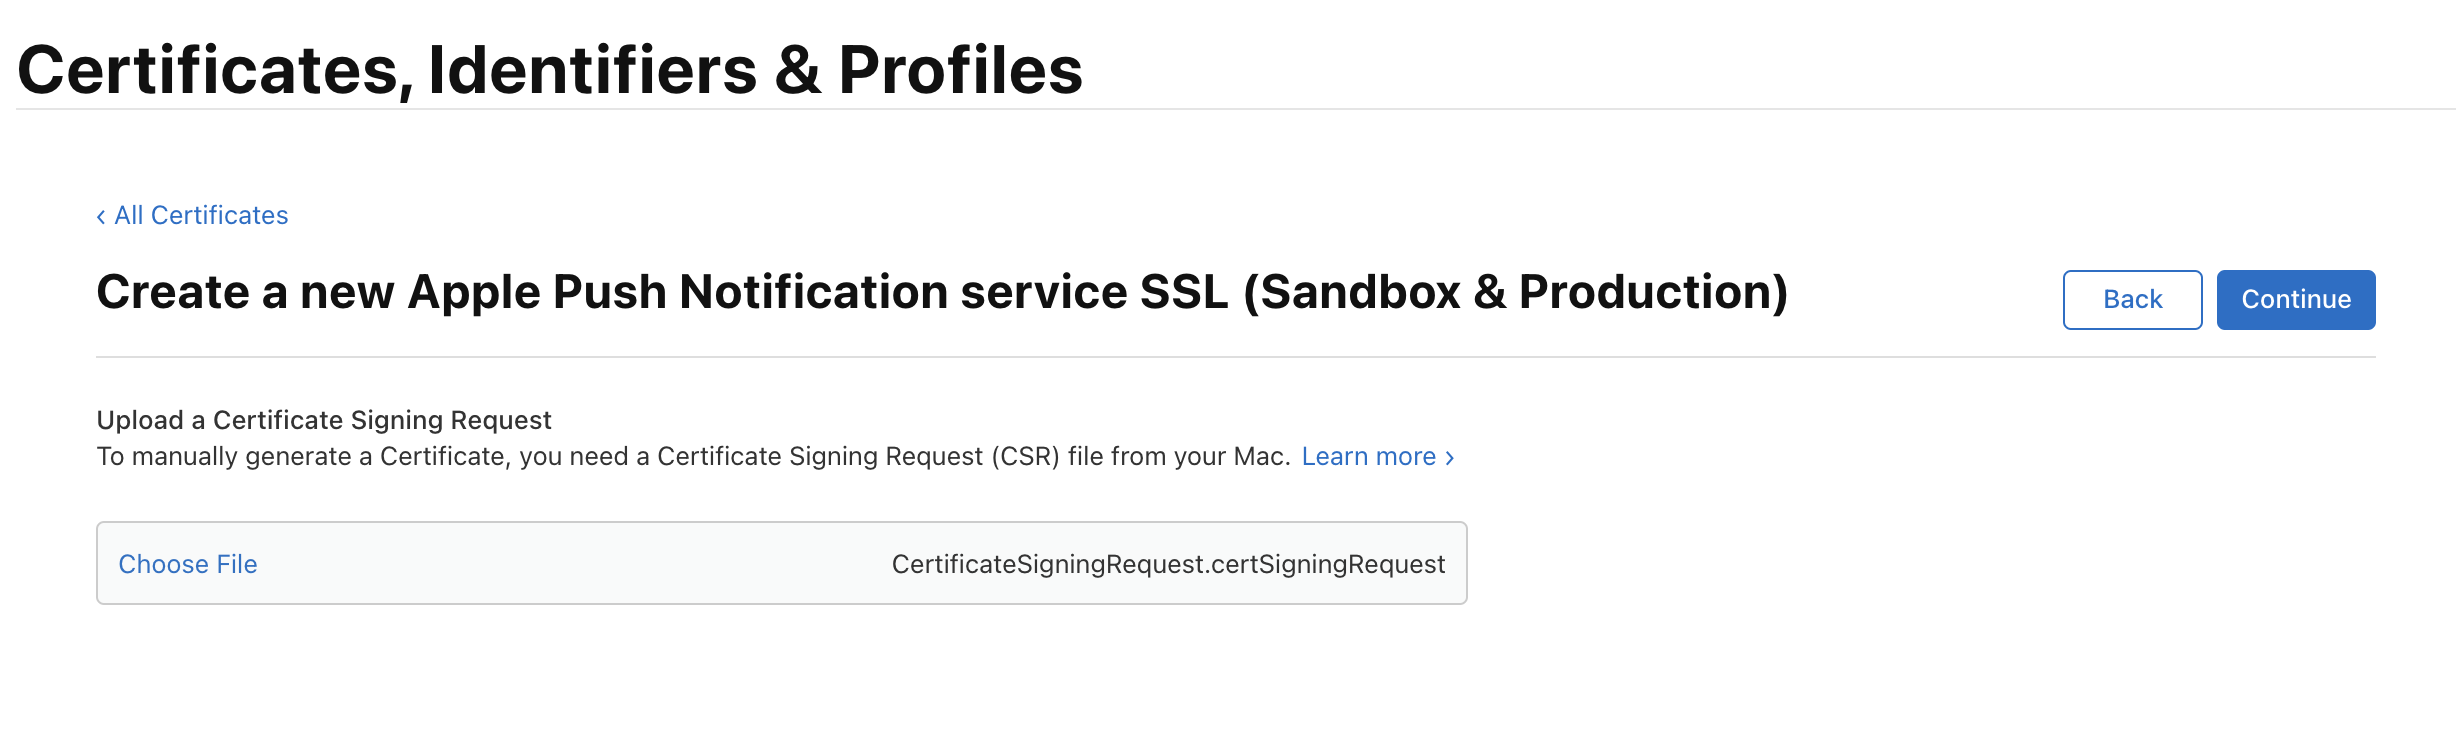 Certificates, Identifiers & Profiles
‹ All Certificates
Create a new Apple Push Notification service SSL (Sandbox & Production)
Back
Continue
Upload a Certificate Signing Request
To manually generate a Certificate, you need a Certificate Signing Request (CSR) file from your Mac. Learn more ›
Choose File
CertificateSigningRequest.certSigningRequest